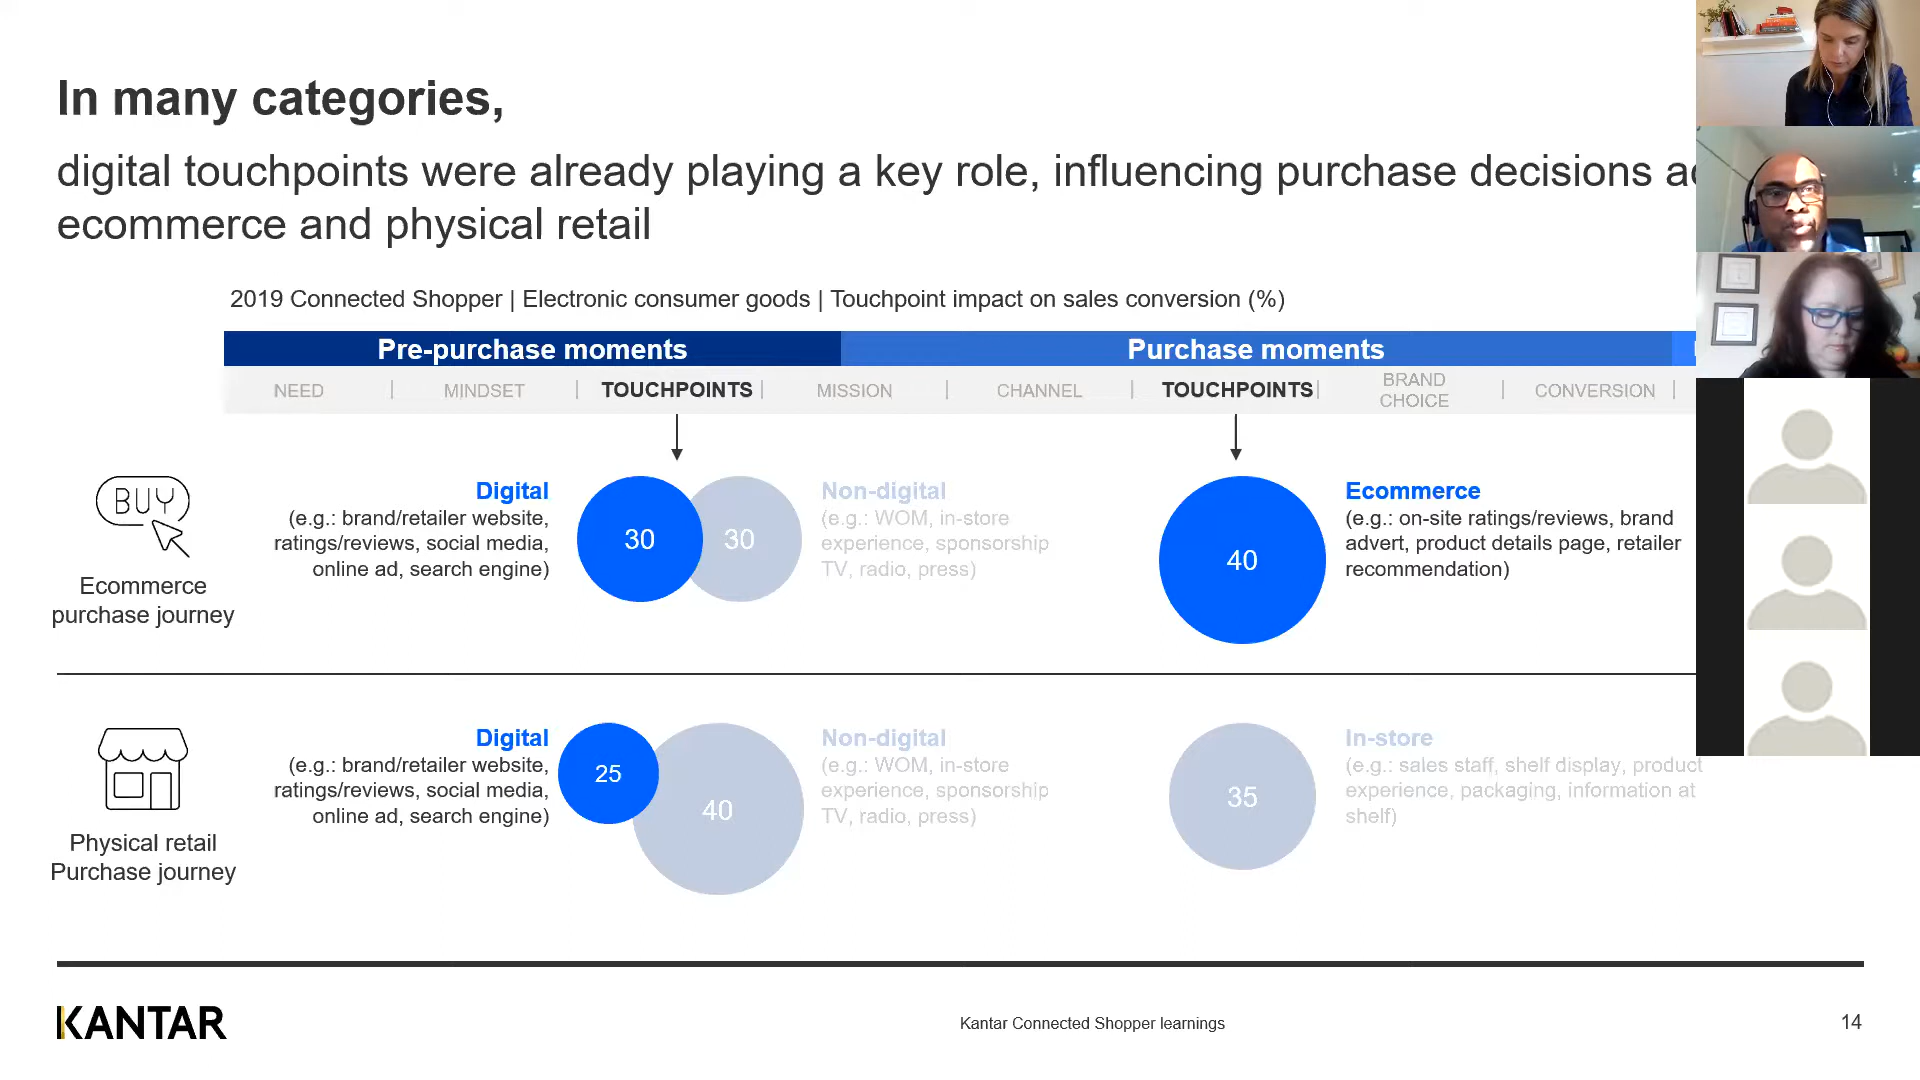 In many categories,
digital touchpoints were already playing a key role, influencing purchase decisions
ecommerce and physical retail
2019 Connected Shopper | Electronic consumer goods | Touchpoint impact on sales conversion (%)
Pre-purchase moments
Purchase moments
NEED | MINDSET | TOUCHPOINTS | MISSION | CHANNEL | TOUCHPOINTS | BRAND CHOICE | CONVERSION |
BUY
Ecommerce
purchase journey
Digital
(e.g.: brand/retailer website,
ratings/reviews, social media,
online ad, search engine)
30
30
Non-digital
(e.g.: WOM, in-store
experience, sponsorship
TV, radio, press)
40
Ecommerce
(e.g.: on-site ratings/reviews, brand
advert, product details page, retailer
recommendation)
Physical retail
Purchase journey
Digital
(e.g.: brand/retailer website,
ratings/reviews, social media,
online ad, search engine)
25
40
Non-digital
(e.g.: WOM, in-store
experience, sponsorship
TV, radio, press)
35
In-store
(e.g.: sales staff, shelf display, product
experience, packaging, information at
shelf)
KANTAR
Kantar Connected Shopper learnings
14